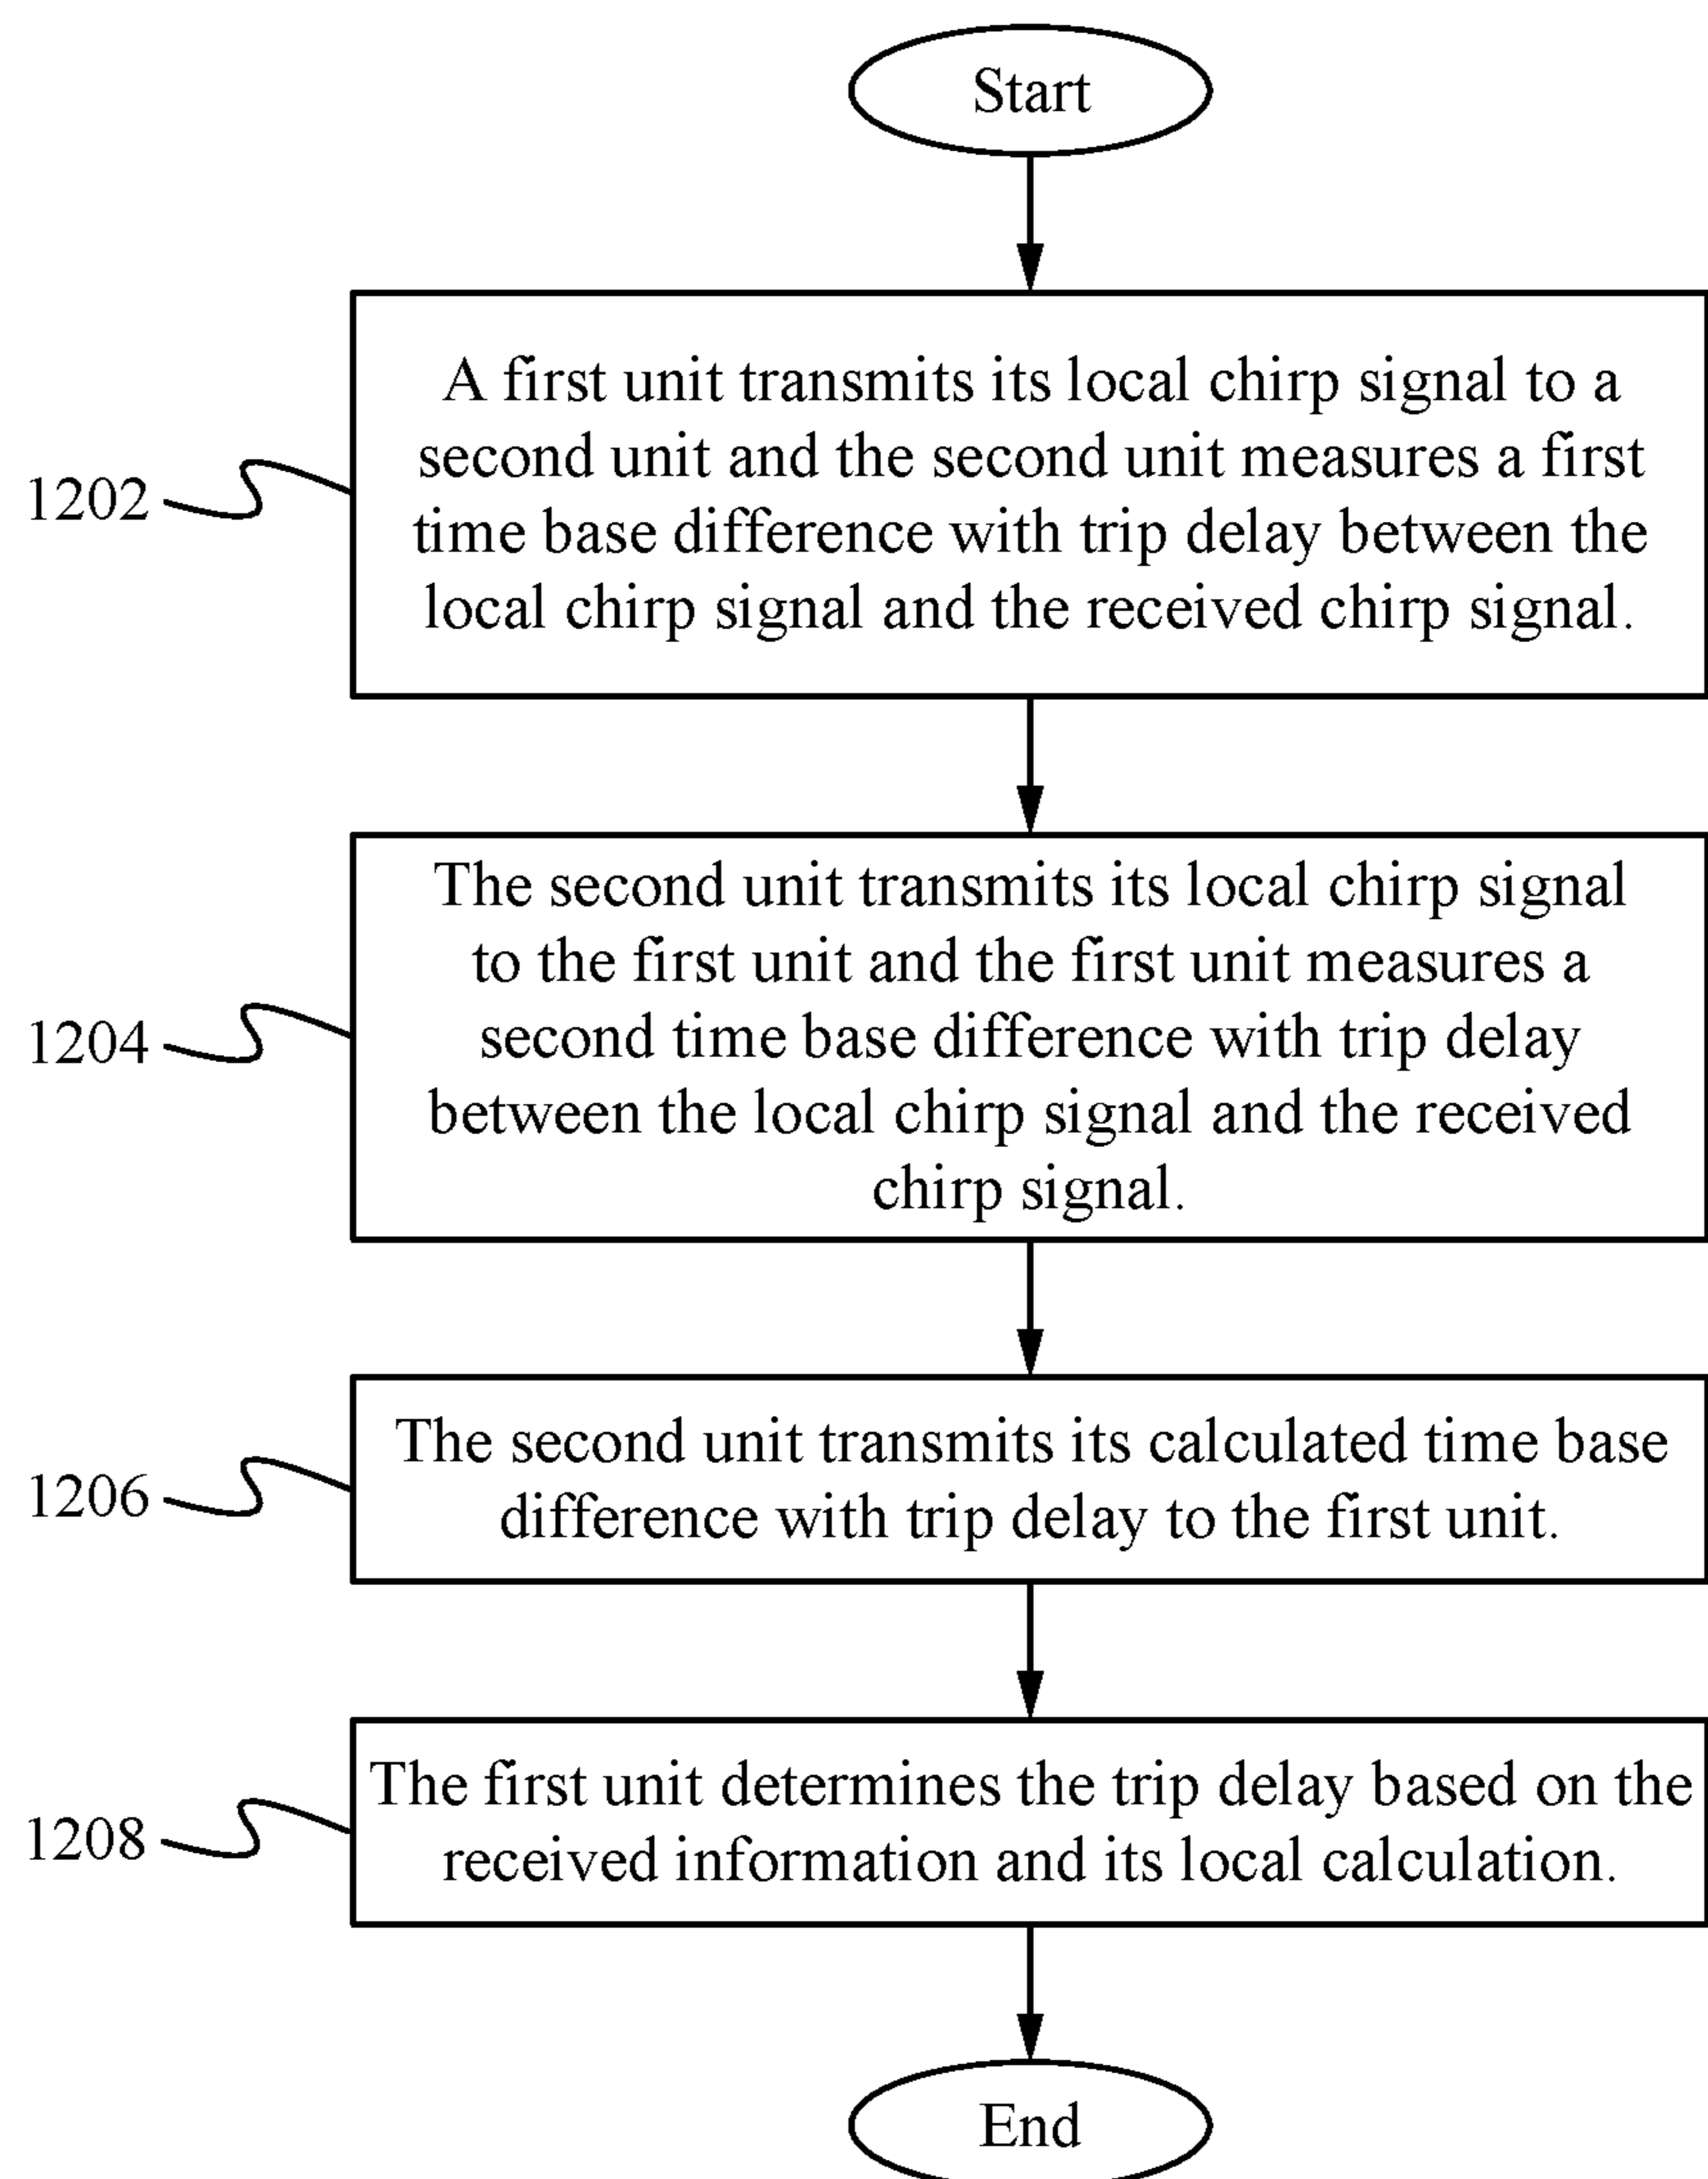 Start
A first unit transmits its local chirp signal to a
second unit and the second unit measures a first
time base difference with trip delay between the
local chirp signal and the received chirp signal.
1202
The second unit transmits its local chirp signal
to the first unit and the first unit measures a
second time base difference with trip delay
between the local chirp signal and the received
chirp signal.
1204
The second unit transmits its calculated time base
difference with trip delay to the first unit.
1206
The first unit determines the trip delay based on the
received information and its local calculation.
1208
End